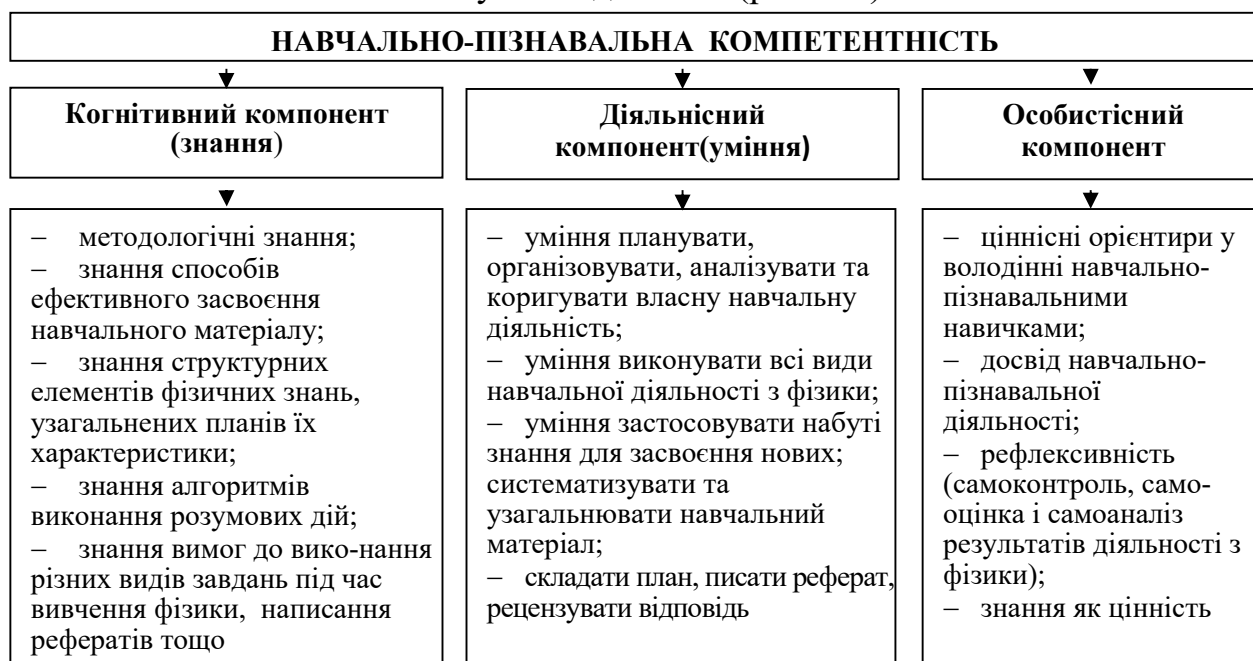 НАВЧАЛЬНО-ПІЗНАВАЛЬНА КОМПЕТЕНТНІСТЬ
Когнітивний компонент
(знання)
Діяльнісний
компонент(уміння)
Особистісний
компонент
– методологічні знання;
– знання способів
ефективного засвоєння
навчального матеріалу;
– знання структурних
елементів фізичних знань,
узагальнених планів їх
характеристики;
– знання алгоритмів
виконання розумових дій;
– знання вимог до вико-нання
різних видів завдань під час
вивчення фізики, написання
рефератів тощо
– уміння планувати,
організовувати, аналізувати та
коригувати власну навчальну
діяльність;
– уміння виконувати всі види
навчальної діяльності з фізики;
– уміння застосовувати набуті
знання для засвоєння нових;
систематизувати та
узагальнювати навчальний
матеріал;
– складати план, писати реферат,
рецензувати відповідь
– ціннісні орієнтири у
володінні навчально-
пізнавальними
навичками;
– досвід навчально-
пізнавальної
діяльності;
– рефлексивність
(самоконтроль, само-
оцінка і самоаналіз
результатів діяльності з
фізики);
– знання як цінність